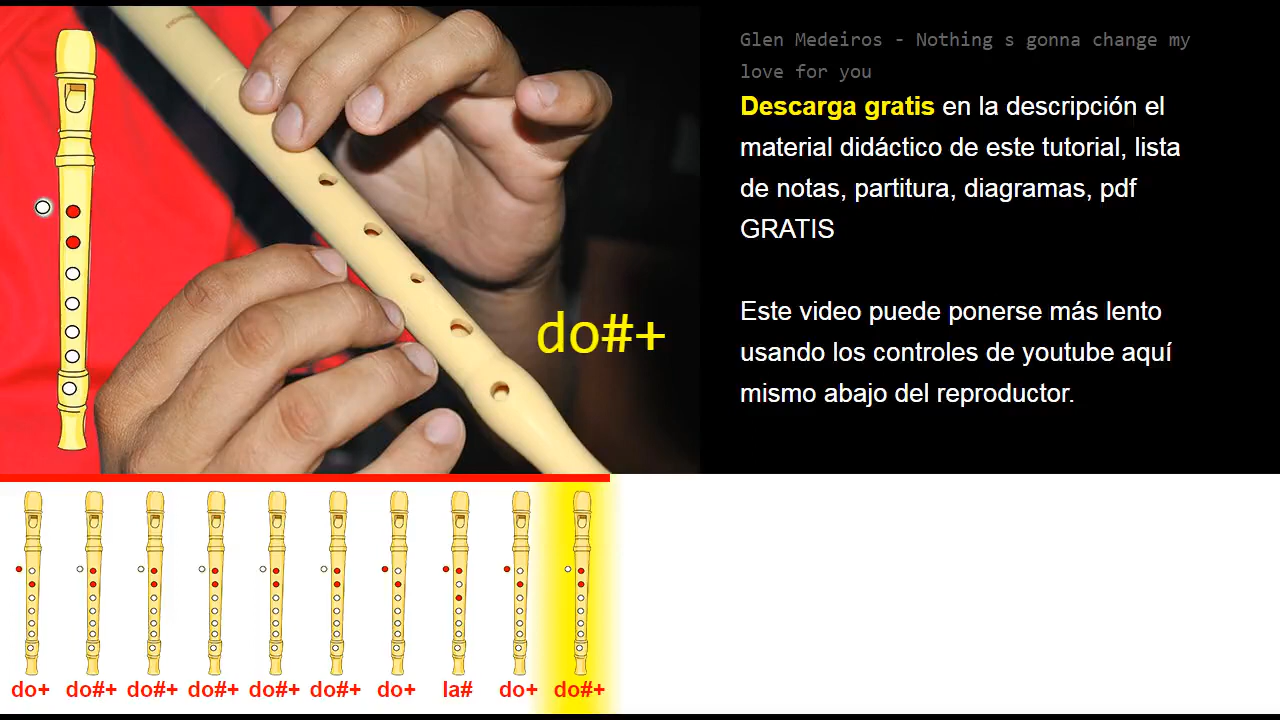 Glen Medeiros - Nothing s gonna change my
love for you
Descarga gratis en la descripción el
material didáctico de este tutorial, lista
de notas, partitura, diagramas, pdf
GRATIS
Este video puede ponerse más lento
usando los controles de youtube aquí
mismo abajo del reproductor.
do#+
do+ do#+ do#+ do#+ do#+ do#+ do+ la# do+ do#+